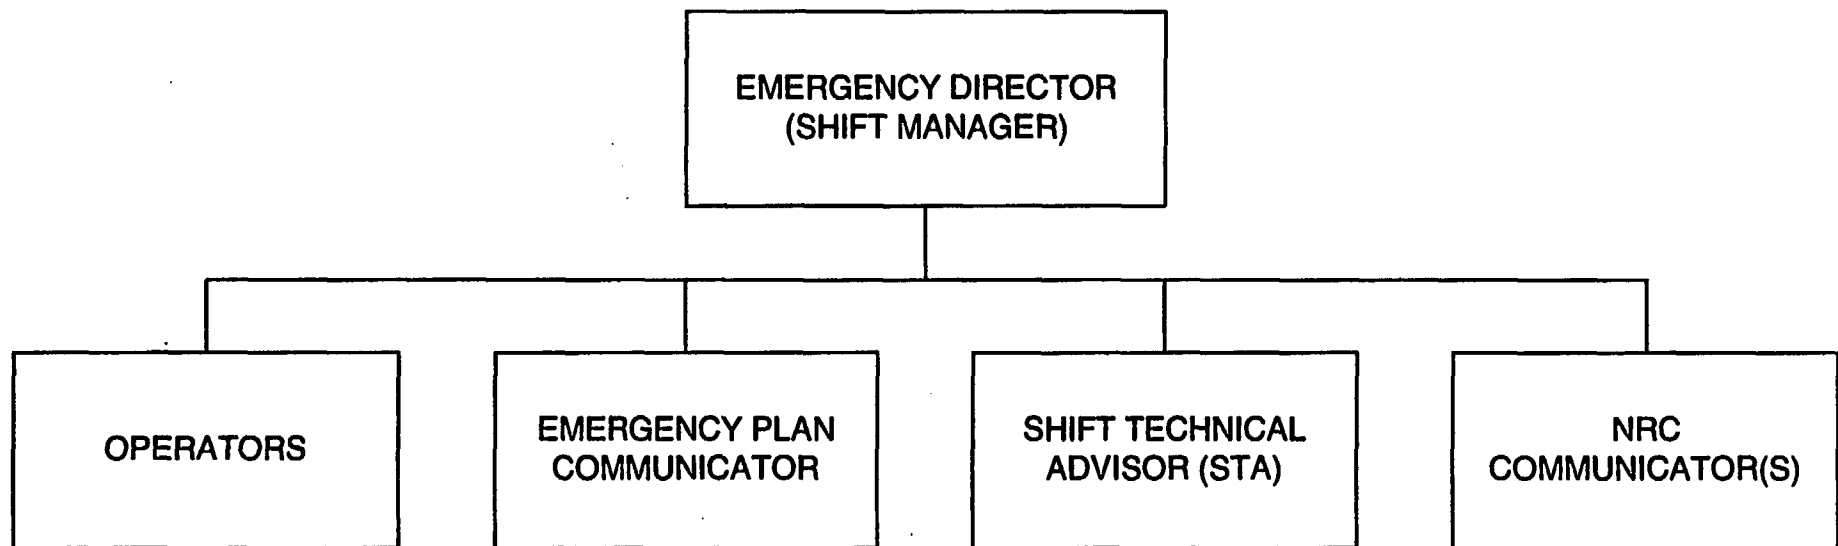 EMERGENCY DIRECTOR
(SHIFT MANAGER)
OPERATORS
EMERGENCY PLAN
COMMUNICATOR
SHIFT TECHNICAL
ADVISOR (STA)
NRC
COMMUNICATOR(S)